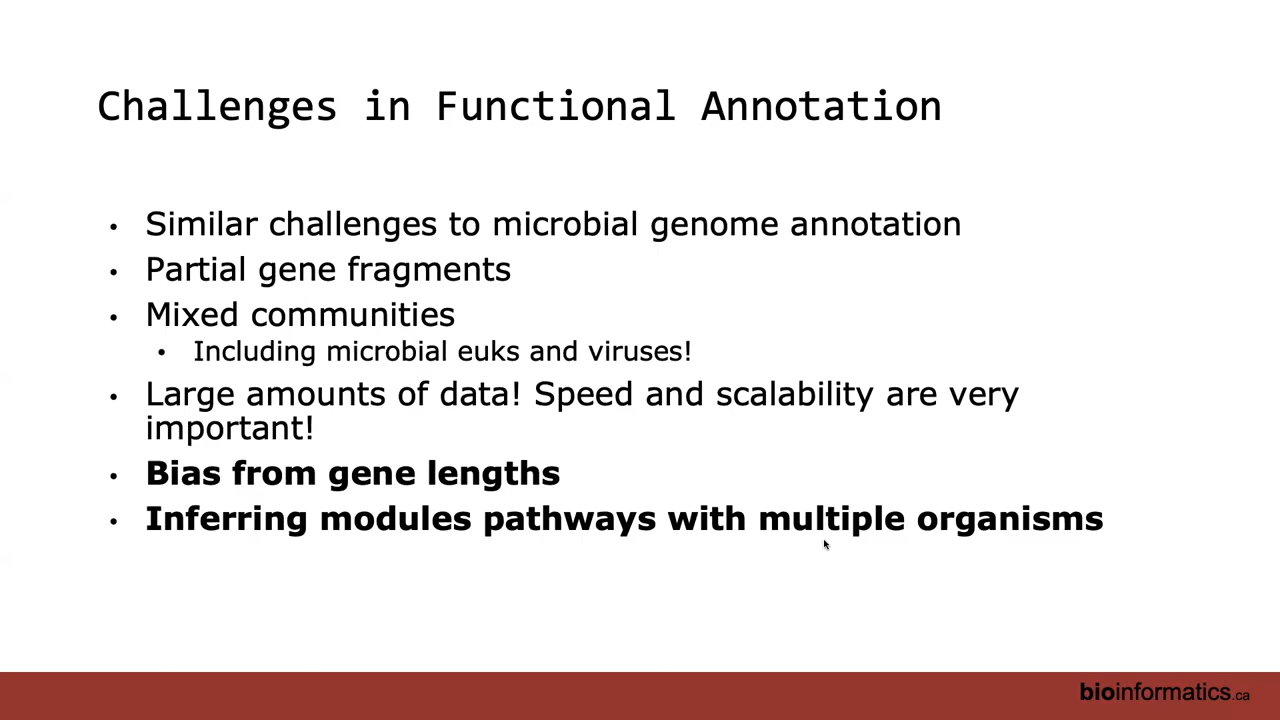 Challenges in Functional Annotation
• Similar challenges to microbial genome annotation
• Partial gene fragments
• Mixed communities
• Including microbial euks and viruses!
• Large amounts of data! Speed and scalability are very
important!
• Bias from gene lengths
• Inferring modules pathways with multiple organisms
bioinformatics.ca